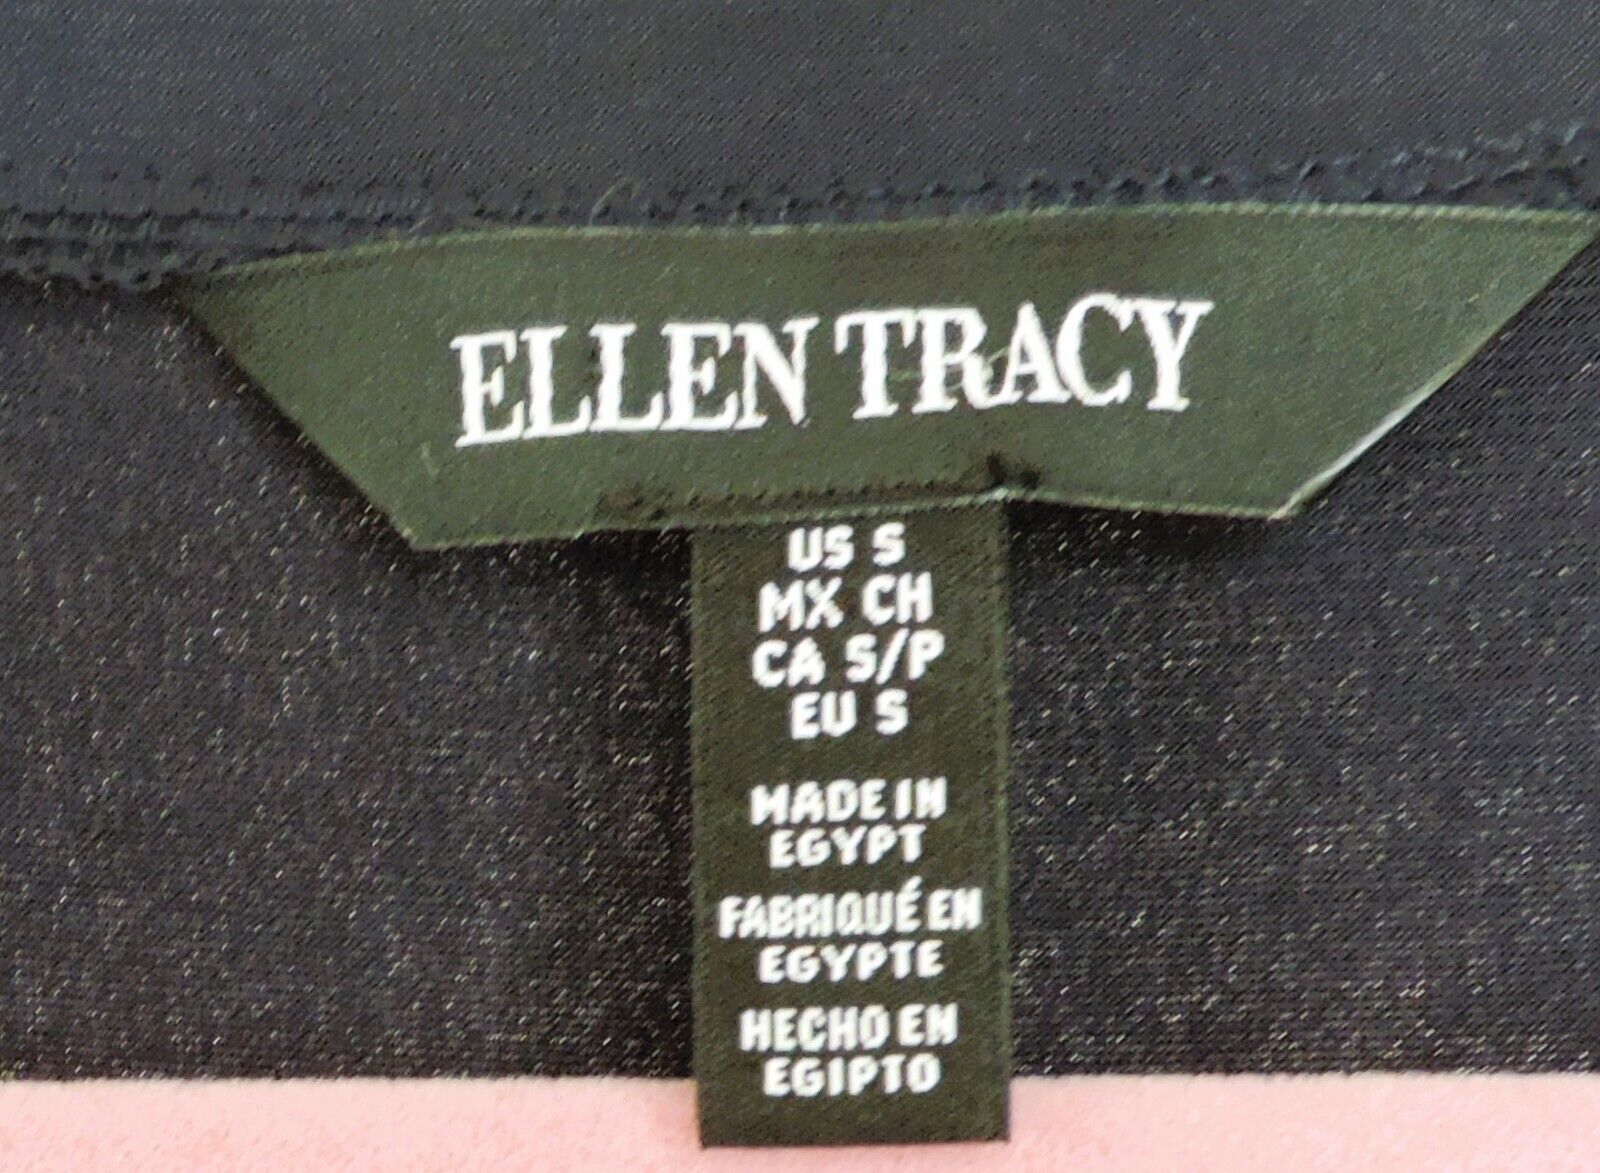 ELLEN TRACY
US S
MX CH
CA S/P
EU S
MADE IN
EGYPT
FABRIQUÉ EN
EGYPTE
HECHO EN
EGIPTO